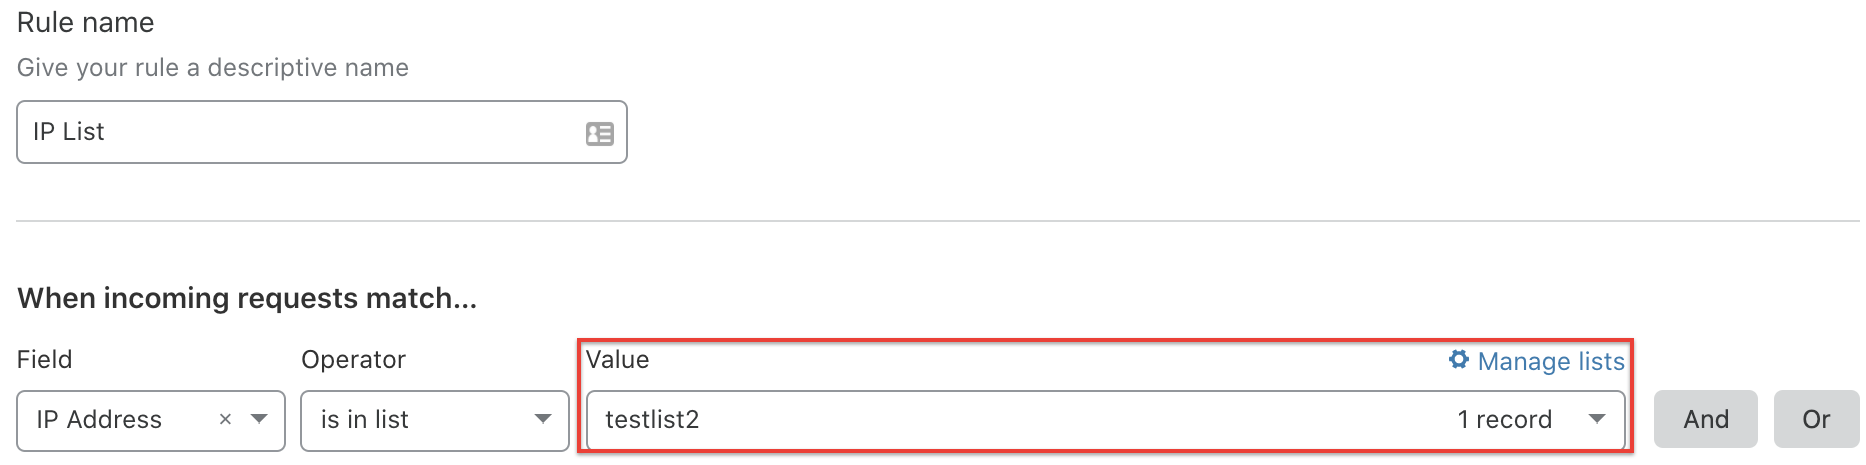 Rule name
Give your rule a descriptive name
IP List
When incoming requests match...
Field Operator Value Manage lists
IP Address × is in list testlist2 1 record And Or